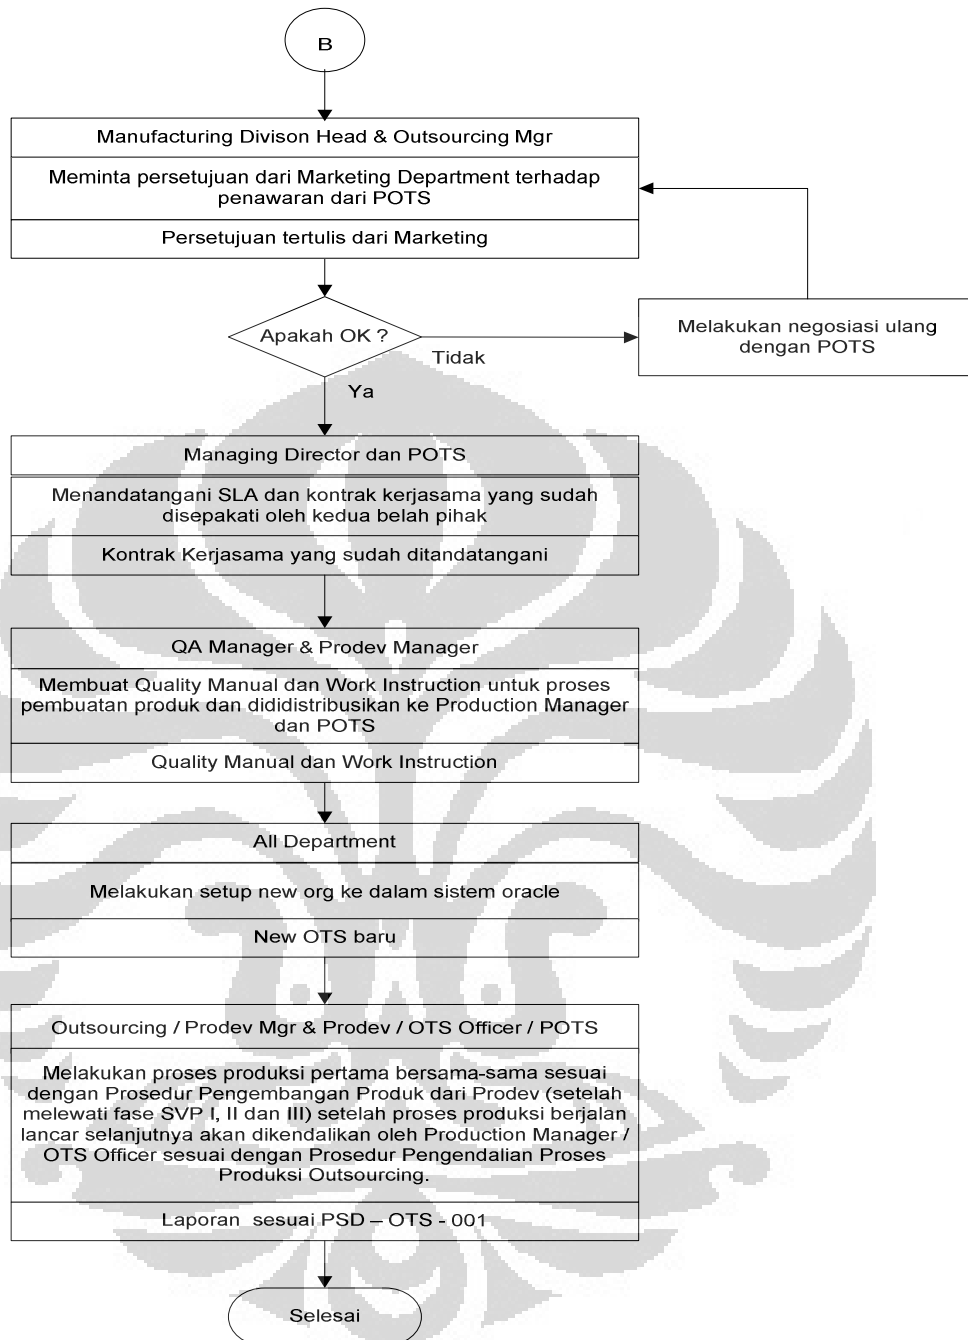 B
Manufacturing Divison Head & Outsourcing Mgr
Meminta persetujuan dari Marketing Department terhadap
penawaran dari POTS
Persetujuan tertulis dari Marketing
Apakah OK ?
Tidak
Melakukan negosiasi ulang
dengan POTS
Ya
Managing Director dan POTS
Menandatangani SLA dan kontrak kerjasama yang sudah
disepakati oleh kedua belah pihak
Kontrak Kerjasama yang sudah ditandatangani
QA Manager & Prodev Manager
Membuat Quality Manual dan Work Instruction untuk proses
pembuatan produk dan dididistribusikan ke Production Manager
dan POTS
Quality Manual dan Work Instruction
All Department
Melakukan setup new org ke dalam sistem oracle
New OTS baru
Outsourcing / Prodev Mgr & Prodev / OTS Officer / POTS
Melakukan proses produksi pertama bersama-sama sesuai
dengan Prosedur Pengembangan Produk dari Prodev (setelah
melewati fase SVP I, II dan III) setelah proses produksi berjalan
lancar selanjutnya akan dikendalikan oleh Production Manager /
OTS Officer sesuai dengan Prosedur Pengendalian Proses
Produksi Outsourcing.
Laporan  sesuai PSD – OTS - 001
Selesai